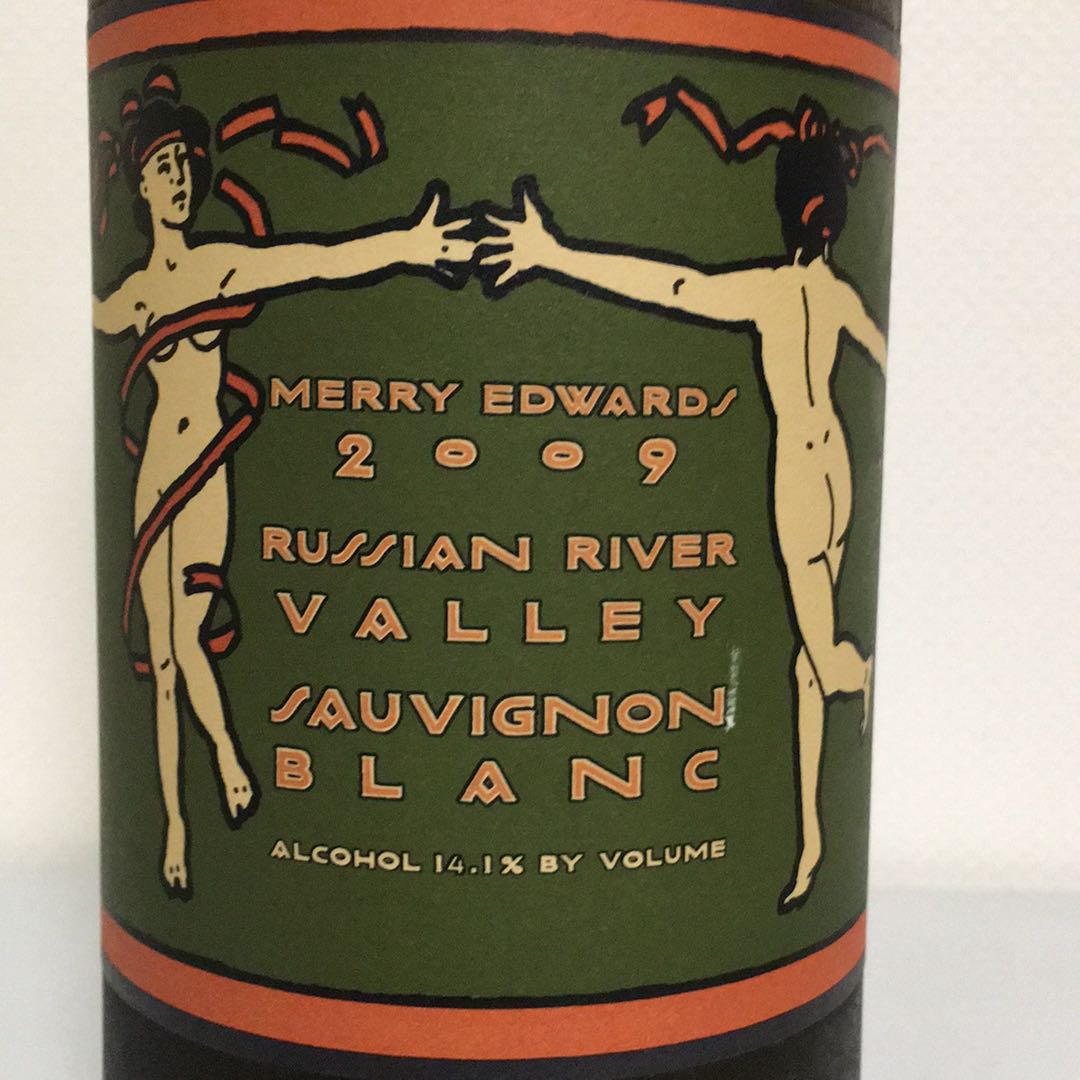 MERRY EDWARDS
2009
RUSSIAN RIVER
VALLEY
SAUVIGNON
BLANC
ALCOHOL 14.1% BY VOLUME